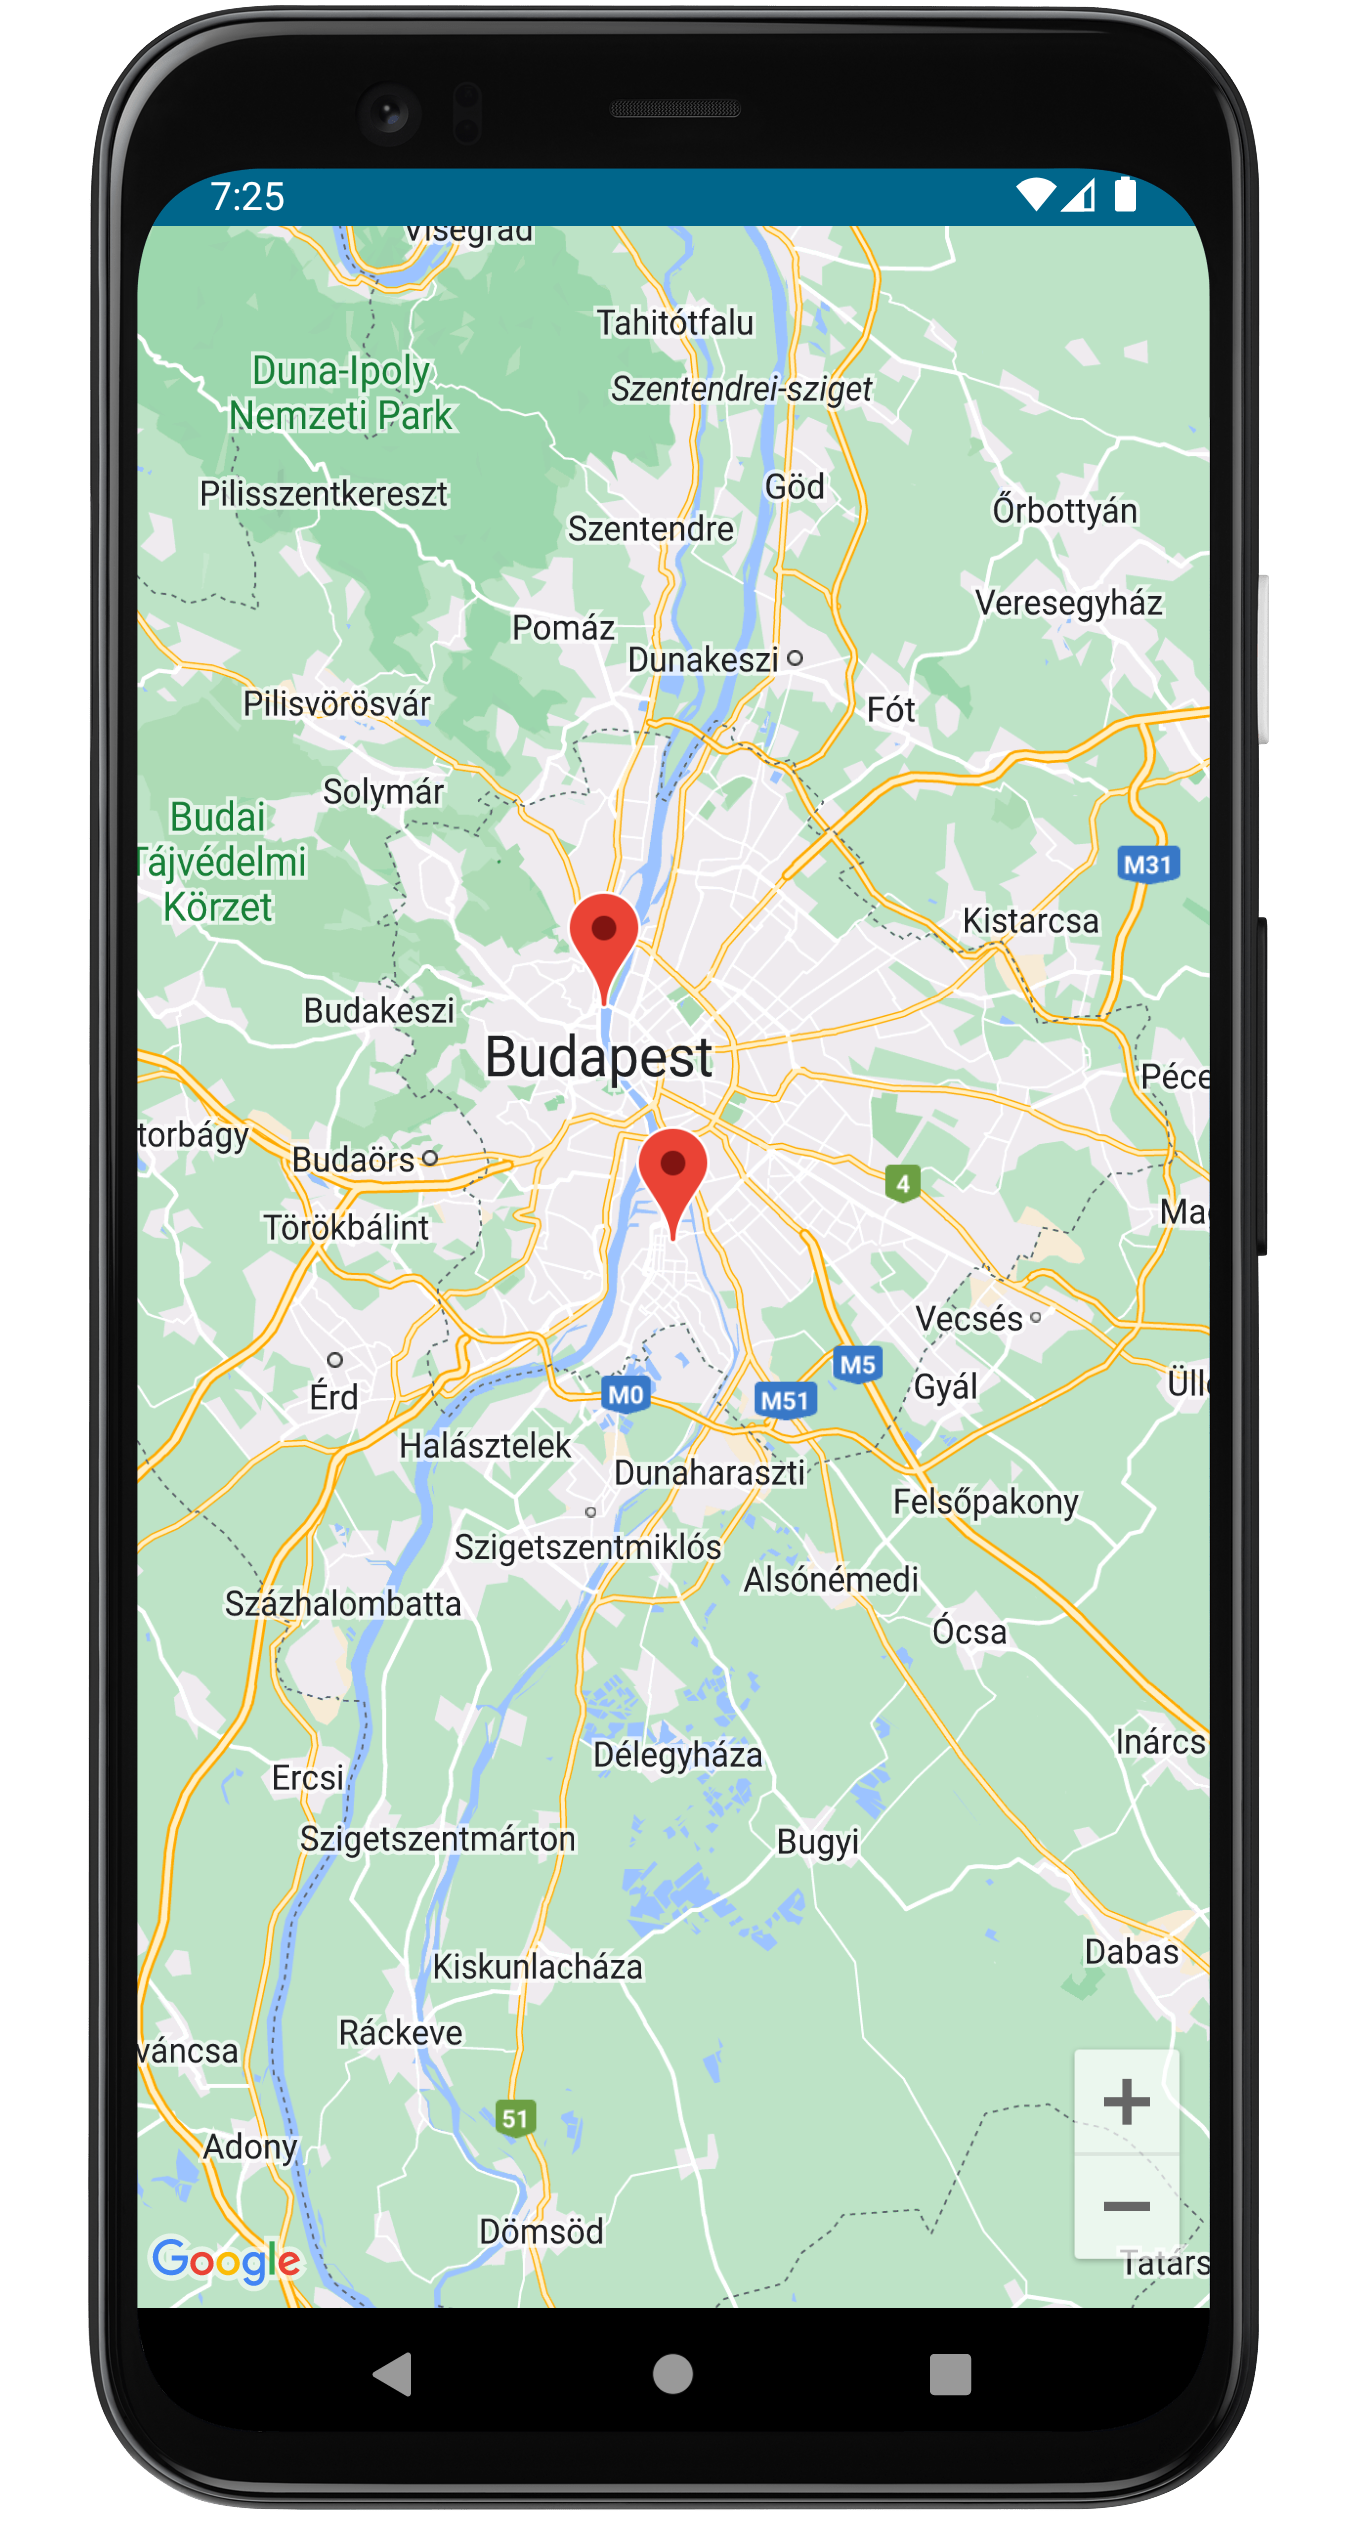 7:25
Visegrád
Tahitótfalu
Duna-Ipoly
Nemzeti Park
Szentendrei-sziget
Pilisszentkereszt
Göd
Őrbottyán
Szentendre
Veresegyház
Pomáz
Dunakeszi
Pilisvörösvár
Fót
Solymár
Budai
Tájvédelmi
Körzet
M31
Kistarcsa
Budakeszi
Budapest
Péce
torbágy
Budaörs
4
Törökbálint
Mag
Vecsés
Érd
M0
M5
M51
Gyál
Üllő
Halásztelek
Dunaharaszti
Felsőpakony
Szigetszentmiklós
Alsónémedi
Százhalombatta
Ócsa
Inárcs
Délegyháza
Ercsi
Szigetszentmárton
Bugyi
Dabas
Kiskunlacháza
Ráckeve
váncsa
51
+
Adony
−
Dömsöd
Google
Tatárs